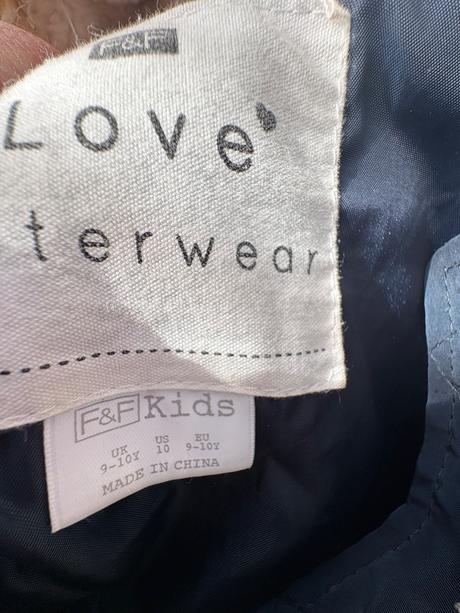 F&F
Love
terwear
F&F Kids
UK US EU
9-10Y 10 9-10Y
MADE IN CHINA